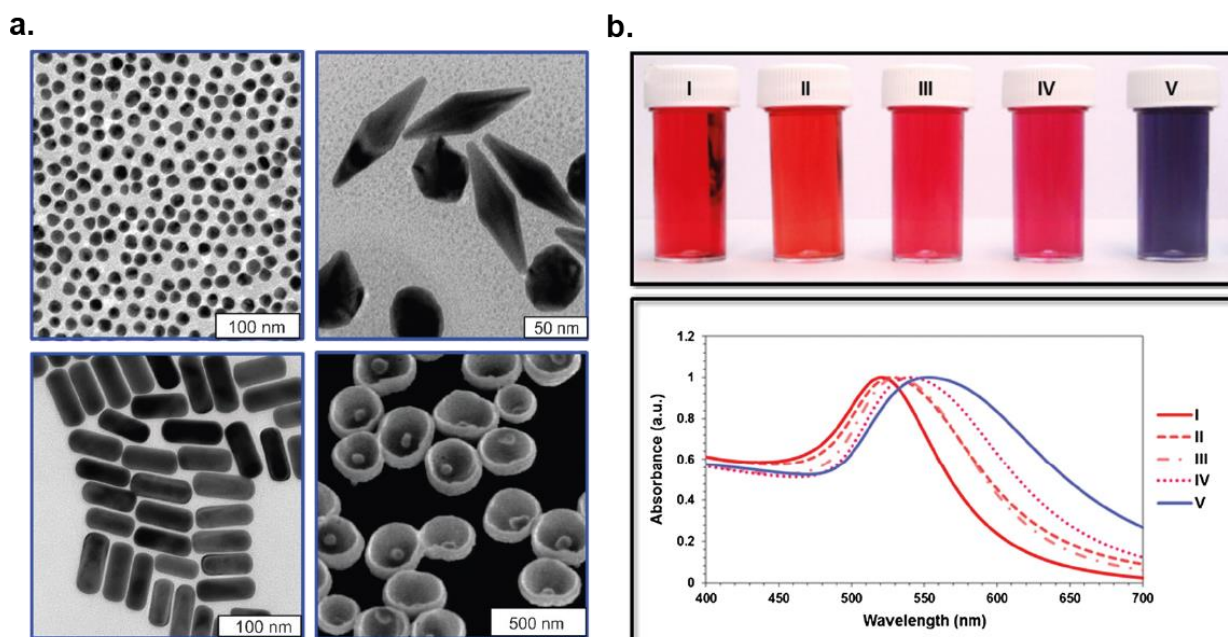 a.
b.
100 nm
50 nm
100 nm
500 nm
I II III IV V
1.2
1
0.8
0.6
0.4
0.2
0
Absorbance (a.u.)
400 450 500 550 600 650 700
Wavelength (nm)
I
II
III
IV
V